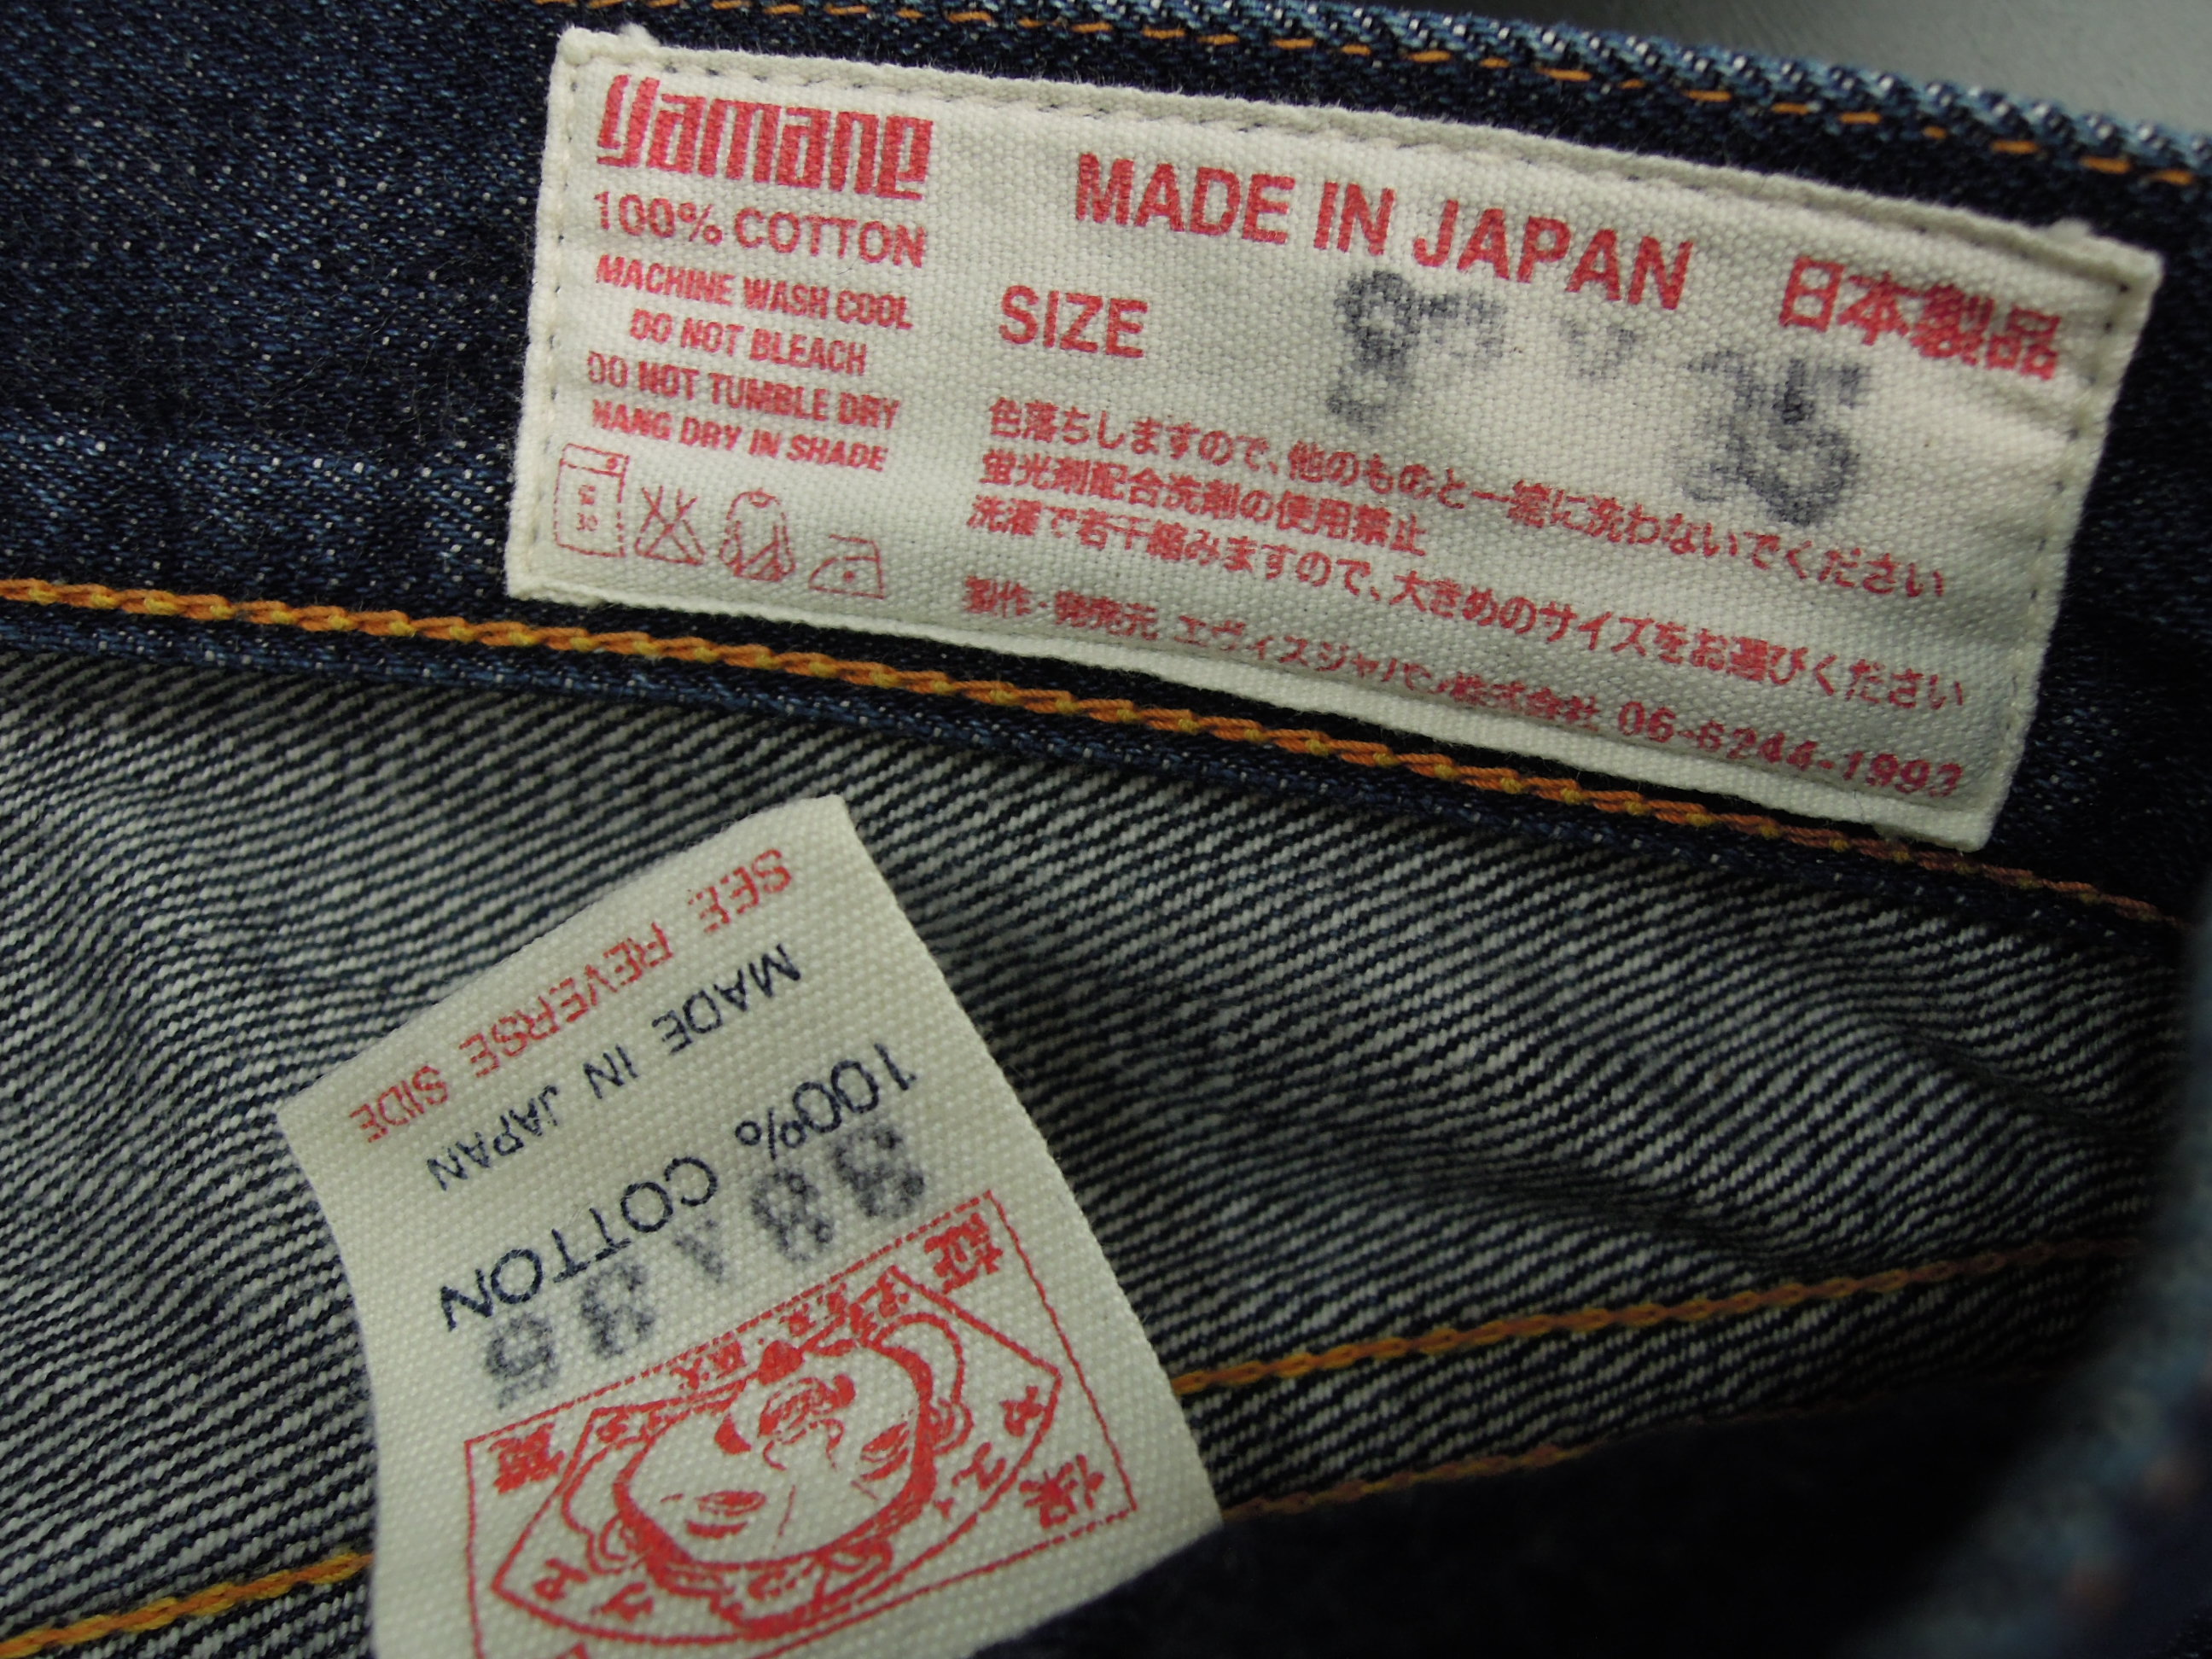 yamane
100% COTTON
MACHINE WASH COOL
DO NOT BLEACH
DO NOT TUMBLE DRY
HANG DRY IN SHADE
30
MADE IN JAPAN 日本製品
SIZE 35
色落ちしますので、他のものと一緒に洗わないでください
蛍光剤配合洗剤の使用禁止
洗濯で若干縮みますので、大きめのサイズをお選びください
製作・発売元 エヴィスジャパン株式会社 06-6244-1993
SEE REVERSE SIDE
MADE IN JAPAN
100% COTTON
35
証